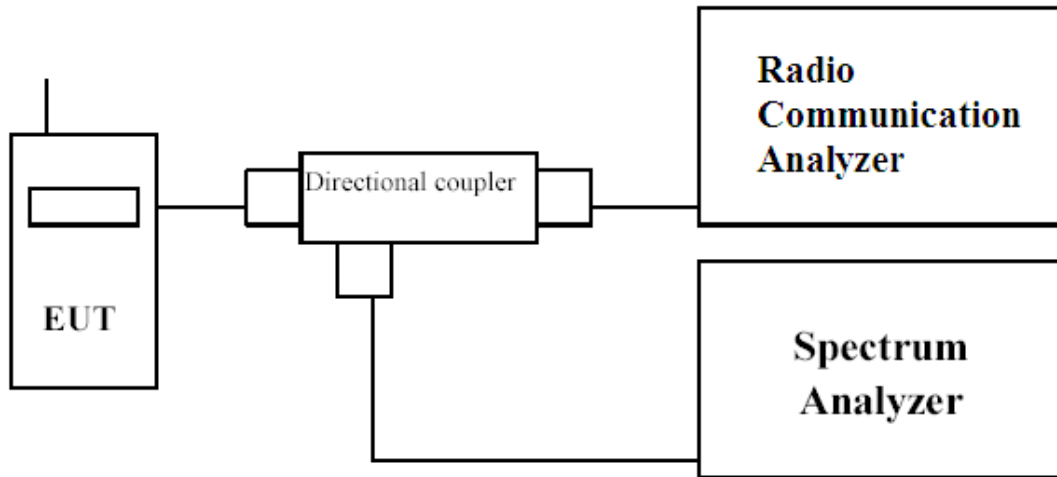 Radio
Communication
Analyzer
Directional coupler
EUT
Spectrum
Analyzer